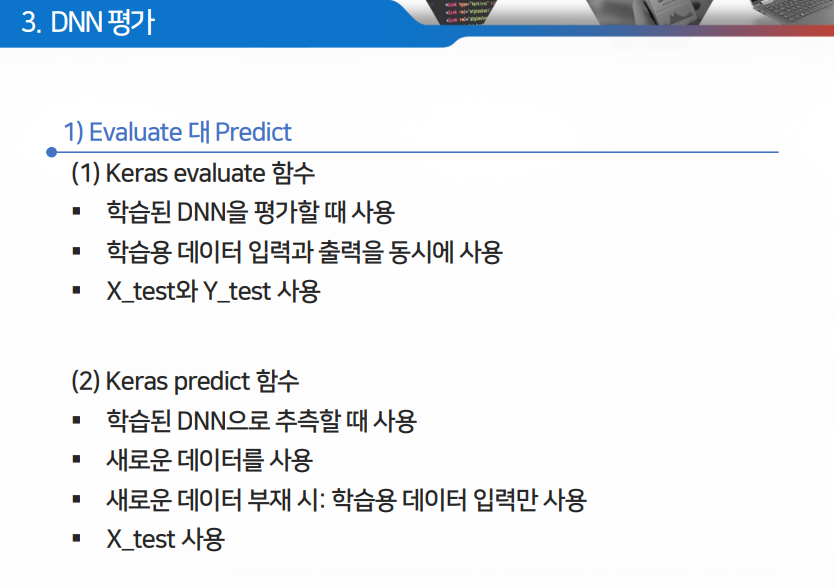 3. DNN 평가
1) Evaluate 대 Predict
(1) Keras evaluate 함수
▪ 학습된 DNN을 평가할 때 사용
▪ 학습용 데이터 입력과 출력을 동시에 사용
▪ X_test와 Y_test 사용
(2) Keras predict 함수
▪ 학습된 DNN으로 추측할 때 사용
▪ 새로운 데이터를 사용
▪ 새로운 데이터 부재 시: 학습용 데이터 입력만 사용
▪ X_test 사용